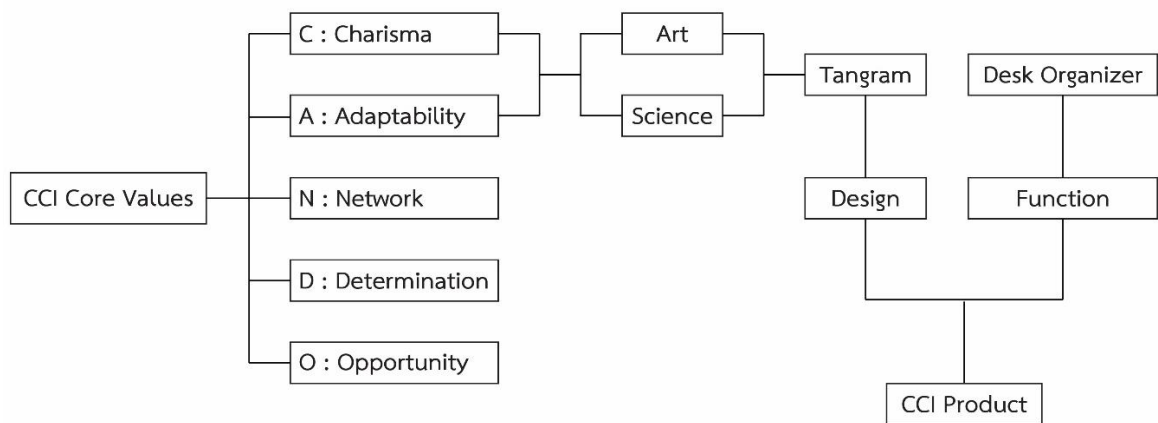 C : Charisma
Art
Tangram
Desk Organizer
A : Adaptability
Science
CCI Core Values
N : Network
Design
Function
D : Determination
O : Opportunity
CCI Product